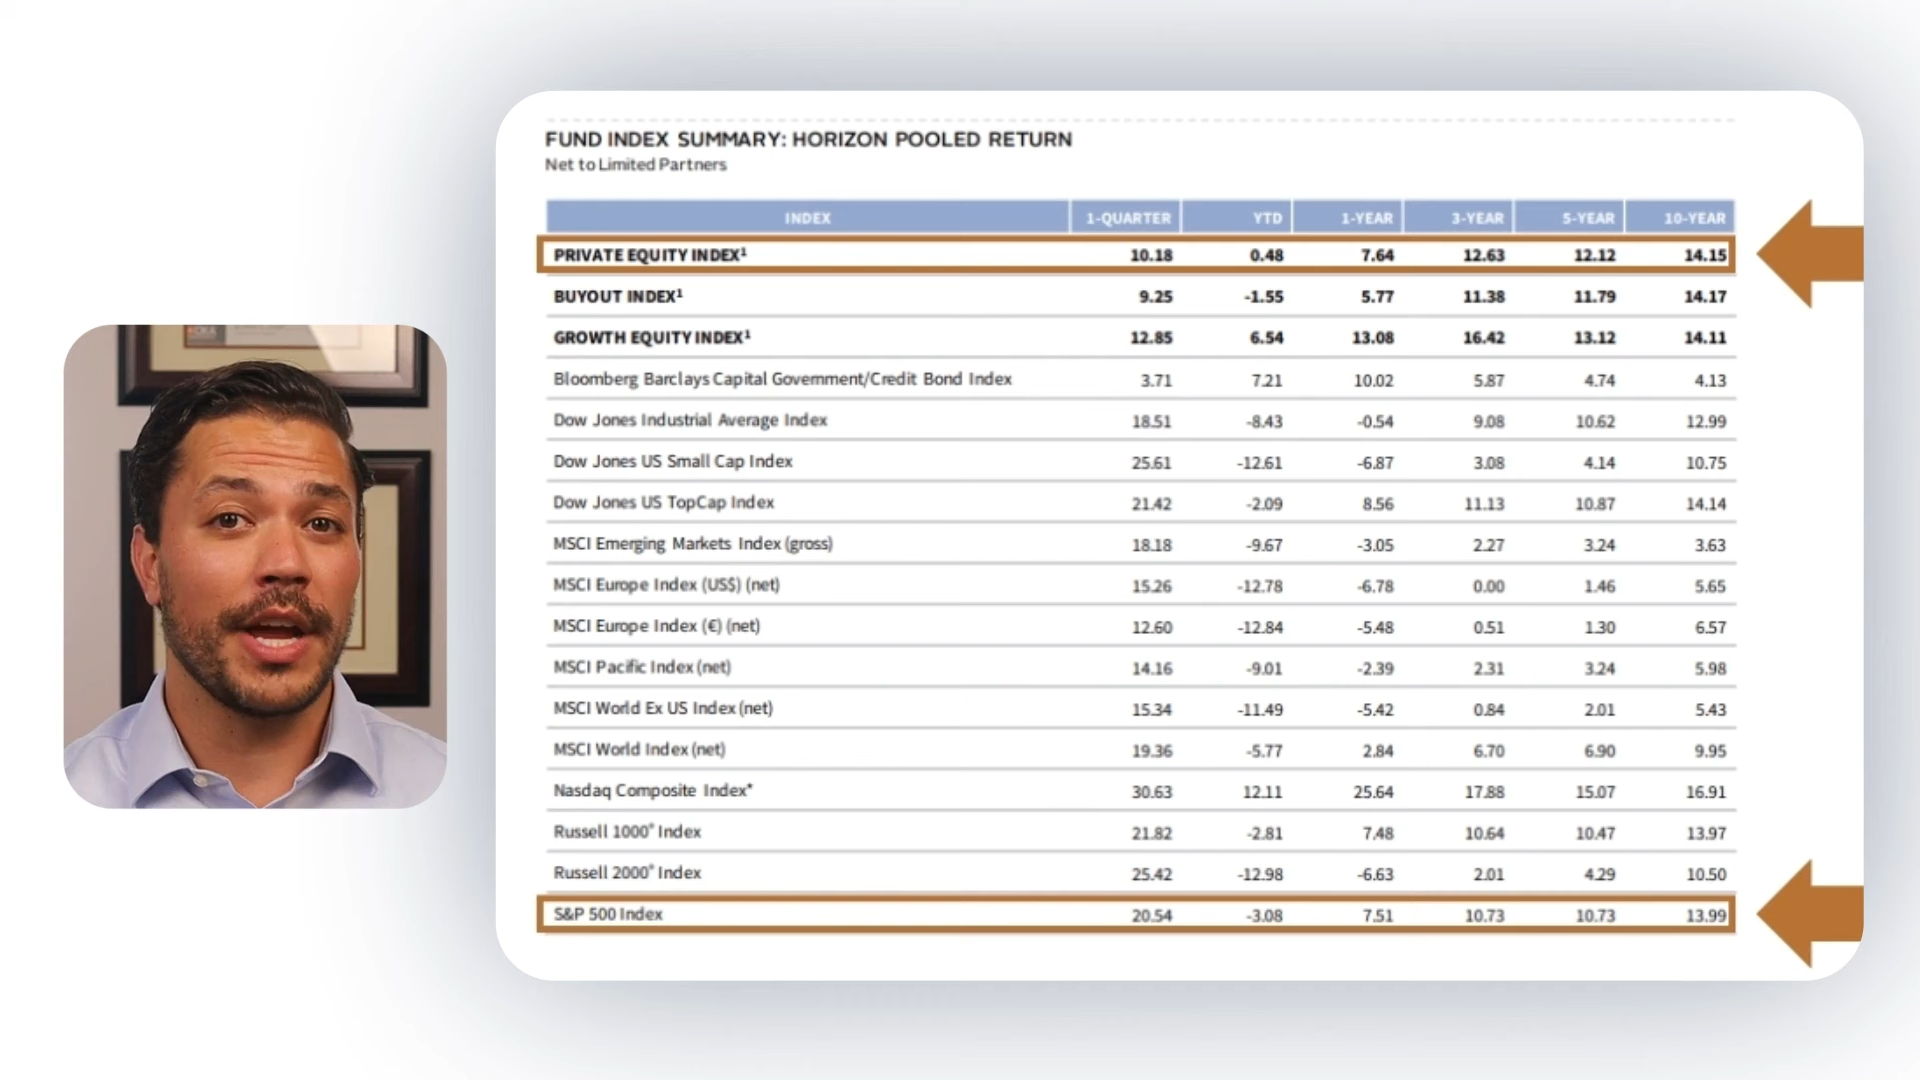 FUND INDEX SUMMARY: HORIZON POOLED RETURN
Net to Limited Partners
INDEX 1-QUARTER YTD 1-YEAR 3-YEAR 5-YEAR 10-YEAR
PRIVATE EQUITY INDEX¹ 10.18 0.48 7.64 12.63 12.12 14.15
BUYOUT INDEX¹ 9.25 -1.55 5.77 11.38 11.79 14.17
GROWTH EQUITY INDEX¹ 12.85 6.54 13.08 16.42 13.12 14.11
Bloomberg Barclays Capital Government/Credit Bond Index 3.71 7.21 10.02 5.87 4.74 4.13
Dow Jones Industrial Average Index 18.51 -8.43 -0.54 9.08 10.62 12.99
Dow Jones US Small Cap Index 25.61 -12.61 -6.87 3.08 4.14 10.75
Dow Jones US TopCap Index 21.42 -2.09 8.56 11.13 10.87 14.14
MSCI Emerging Markets Index (gross) 18.18 -9.67 -3.05 2.27 3.24 3.63
MSCI Europe Index (US$) (net) 15.26 -12.78 -6.78 0.00 1.46 5.65
MSCI Europe Index (€) (net) 12.60 -12.84 -5.48 0.51 1.30 6.57
MSCI Pacific Index (net) 14.16 -9.01 -2.39 2.31 3.24 5.98
MSCI World Ex US Index (net) 15.34 -11.49 -5.42 0.84 2.01 5.43
MSCI World Index (net) 19.36 -5.77 2.84 6.70 6.90 9.95
Nasdaq Composite Index* 30.63 12.11 25.64 17.88 15.07 16.91
Russell 1000® Index 21.82 -2.81 7.48 10.64 10.47 13.97
Russell 2000® Index 25.42 -12.98 -6.63 2.01 4.29 10.50
S&P 500 Index 20.54 -3.08 7.51 10.73 10.73 13.99